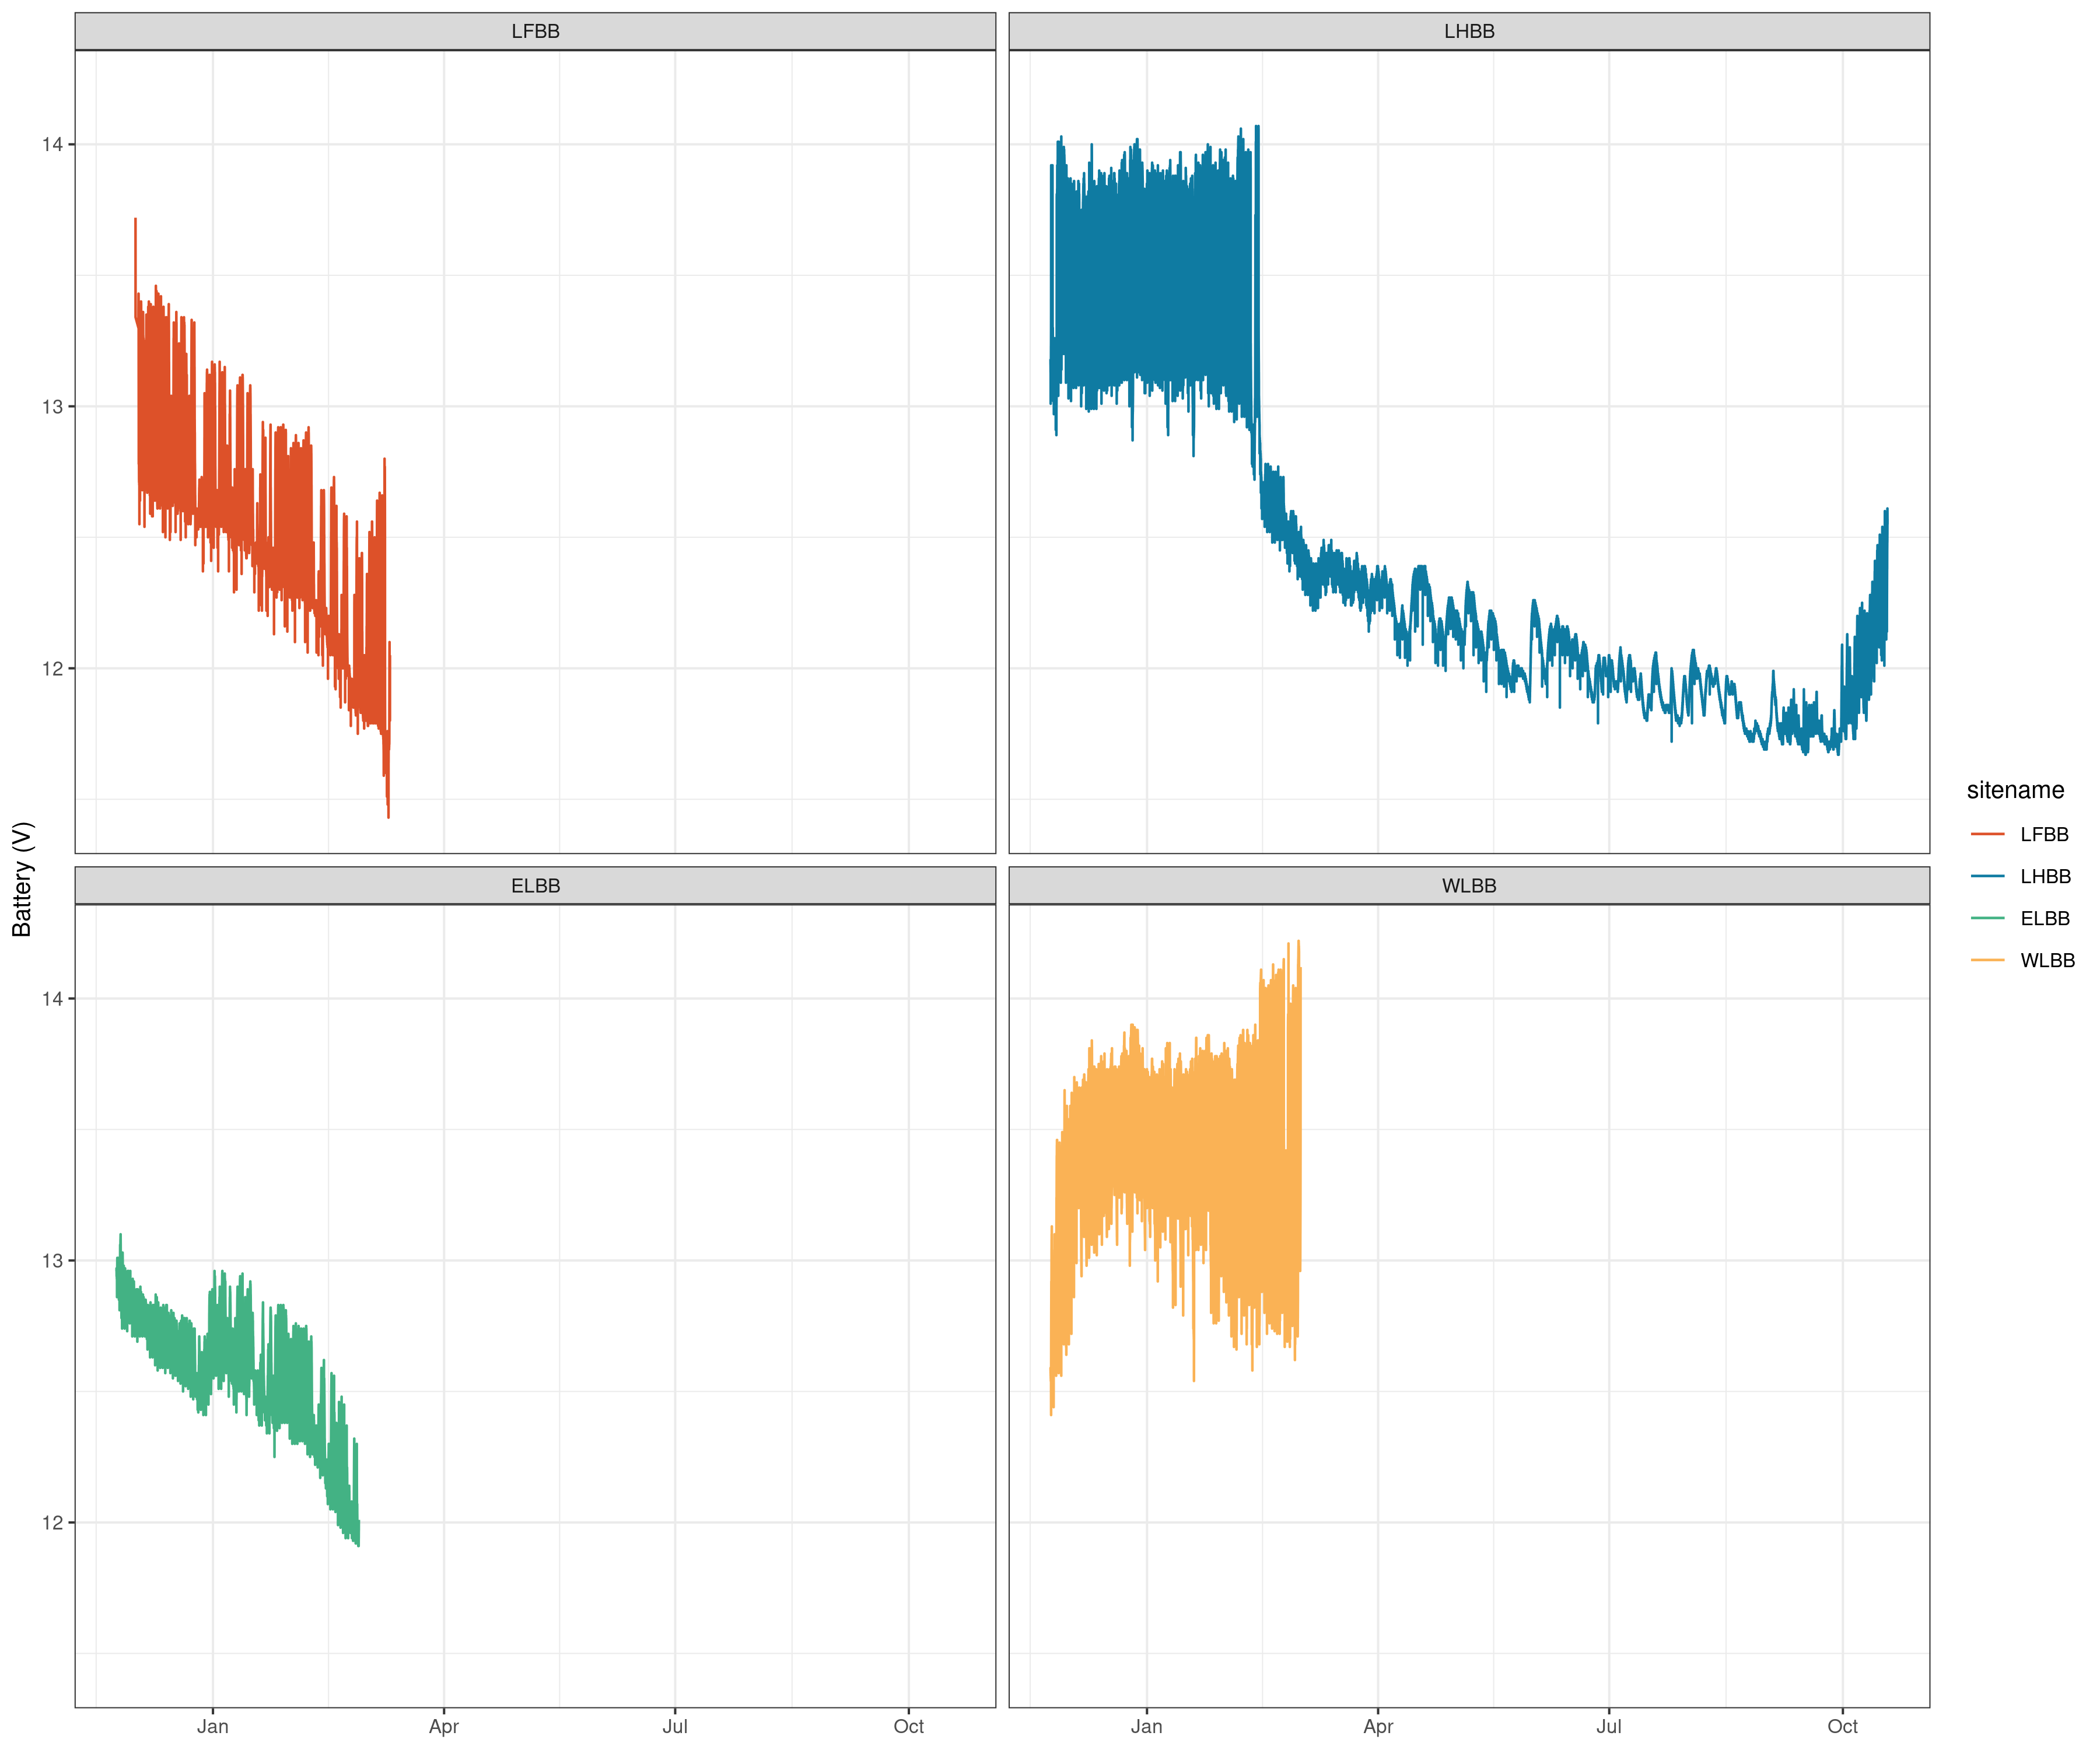 LFBB
LHBB
14
13
12
ELBB
WLBB
14
13
12
Jan
Apr
Jul
Oct
Jan
Apr
Jul
Oct
Battery (V)
sitename
LFBB
LHBB
ELBB
WLBB